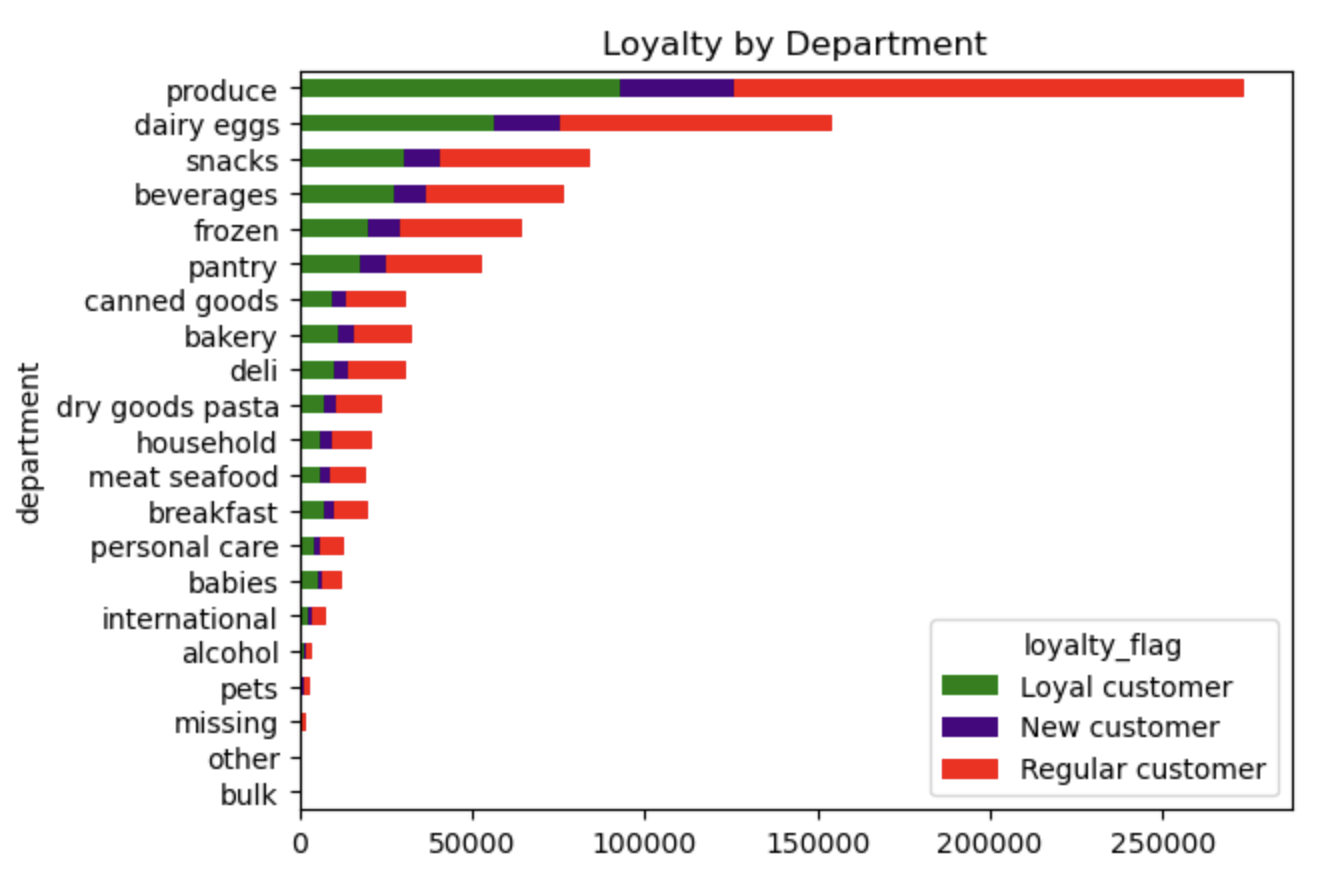 Loyalty by Department
produce
dairy eggs
snacks
beverages
frozen
pantry
canned goods
bakery
deli
dry goods pasta
household
meat seafood
breakfast
personal care
babies
international
alcohol
pets
missing
other
bulk
department
loyalty_flag
Loyal customer
New customer
Regular customer
0 50000 100000 150000 200000 250000